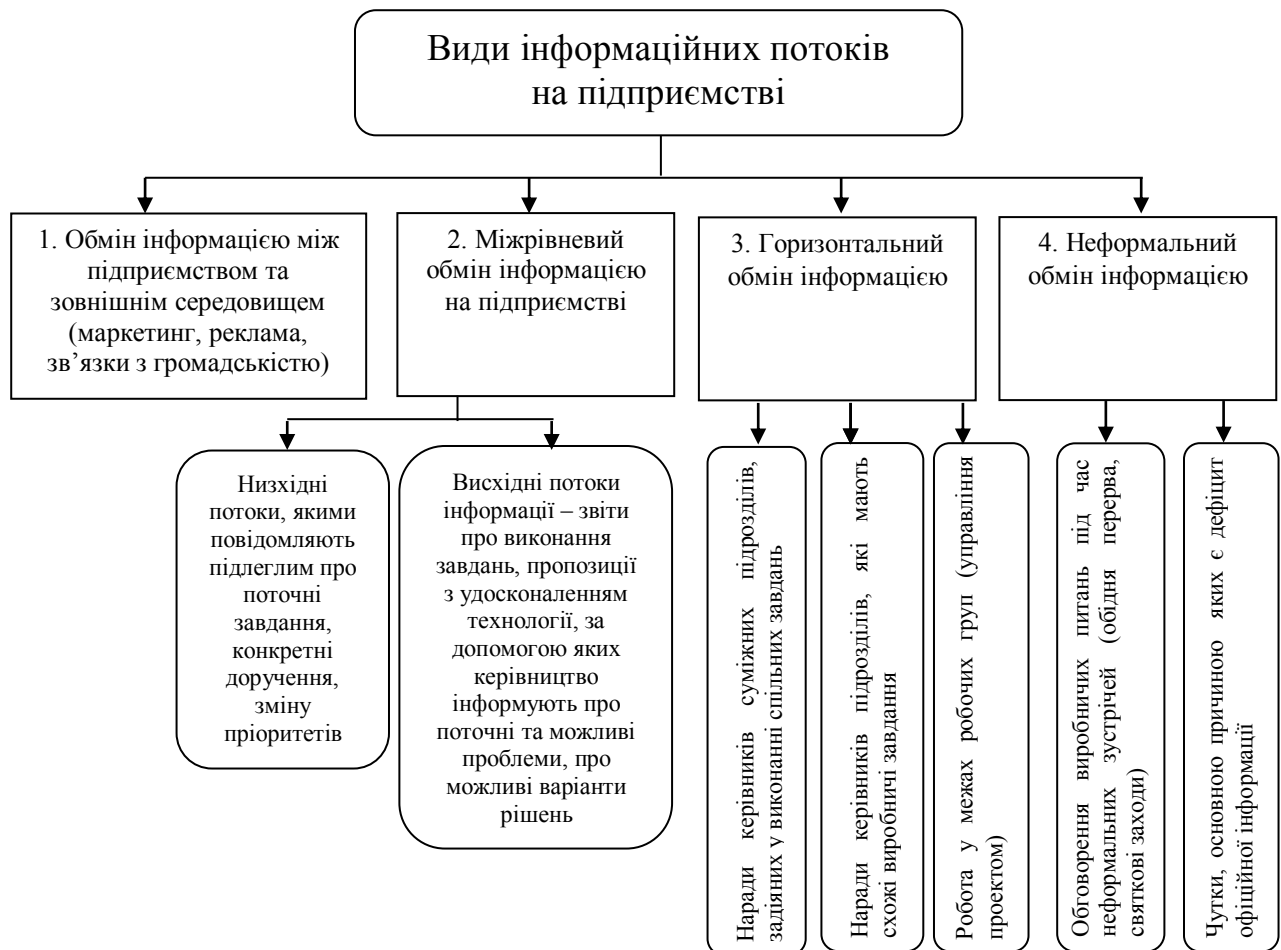 Види інформаційних потоків
на підприємстві
1. Обмін інформацією між
підприємством та
зовнішнім середовищем
(маркетинг, реклама,
зв’язки з громадськістю)
2. Міжрівневий
обмін інформацією
на підприємстві
3. Горизонтальний
обмін інформацією
4. Неформальний
обмін інформацією
Низхідні
потоки, якими
повідомляють
підлеглим про
поточні
завдання,
конкретні
доручення,
зміну
пріоритетів
Висхідні потоки
інформації – звіти
про виконання
завдань, пропозиції
з удосконаленням
технології, за
допомогою яких
керівництво
інформують про
поточні та можливі
проблеми, про
можливі варіанти
рішень
Наради керівників суміжних підрозділів,
задіяних у виконанні спільних завдань
Наради керівників підрозділів, які мають
схожі виробничі завдання
Робота у межах робочих груп (управління
проектом)
Обговорення виробничих питань під час
неформальних зустрічей (обідня перерва,
святкові заходи)
Чутки, основною причиною яких є дефіцит
офіційної інформації